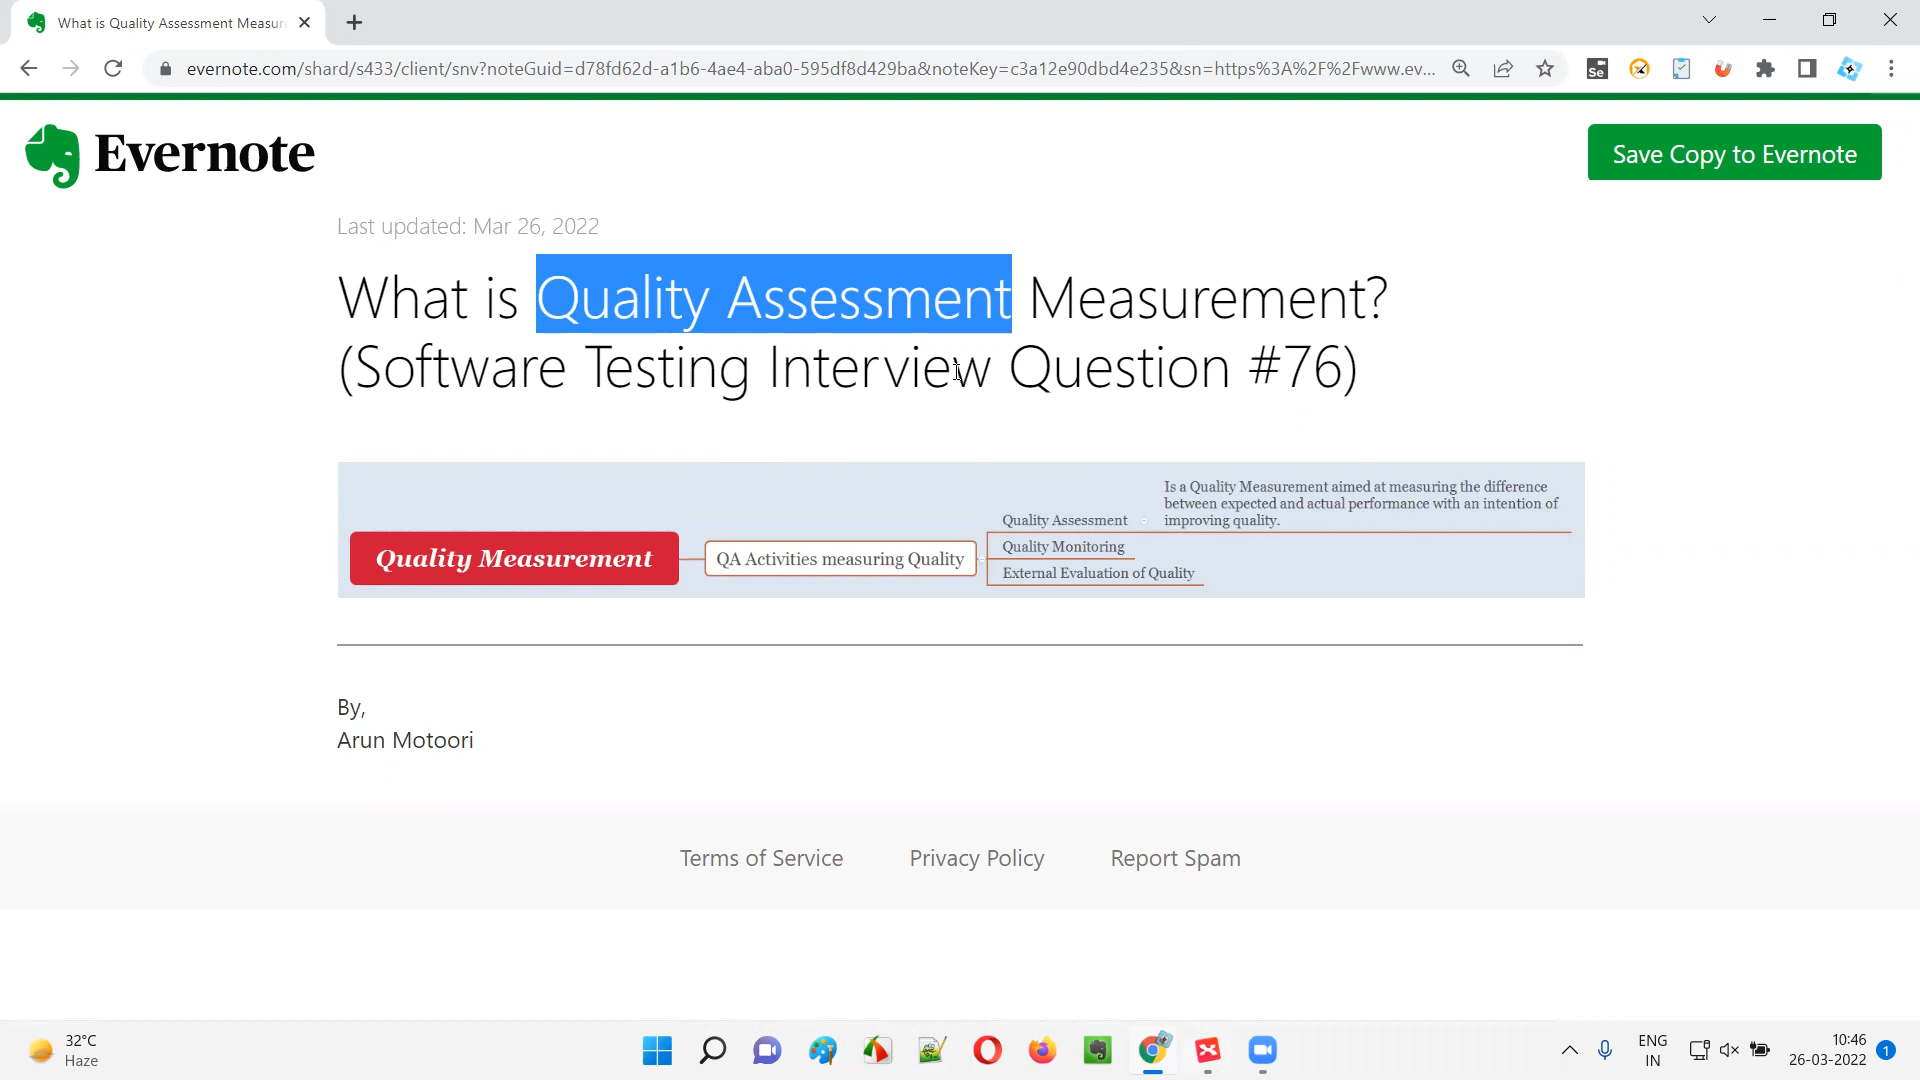 What is Quality Assessment Measur
evernote.com/shard/s433/client/snv?noteGuid=d78fd62d-a1b6-4ae4-aba0-595df8d429ba&noteKey=c3a12e90dbd4e235&sn=https%3A%2F%2Fwww.ev...
Se
Evernote
Save Copy to Evernote
Last updated: Mar 26, 2022
What is Quality Assessment Measurement?
(Software Testing Interview Question #76)
Is a Quality Measurement aimed at measuring the difference
between expected and actual performance with an intention of
improving quality.
Quality Assessment
Quality Measurement
QA Activities measuring Quality
Quality Monitoring
External Evaluation of Quality
By,
Arun Motoori
Terms of Service
Privacy Policy
Report Spam
32°C
Haze
ENG
IN
10:46
26-03-2022
1